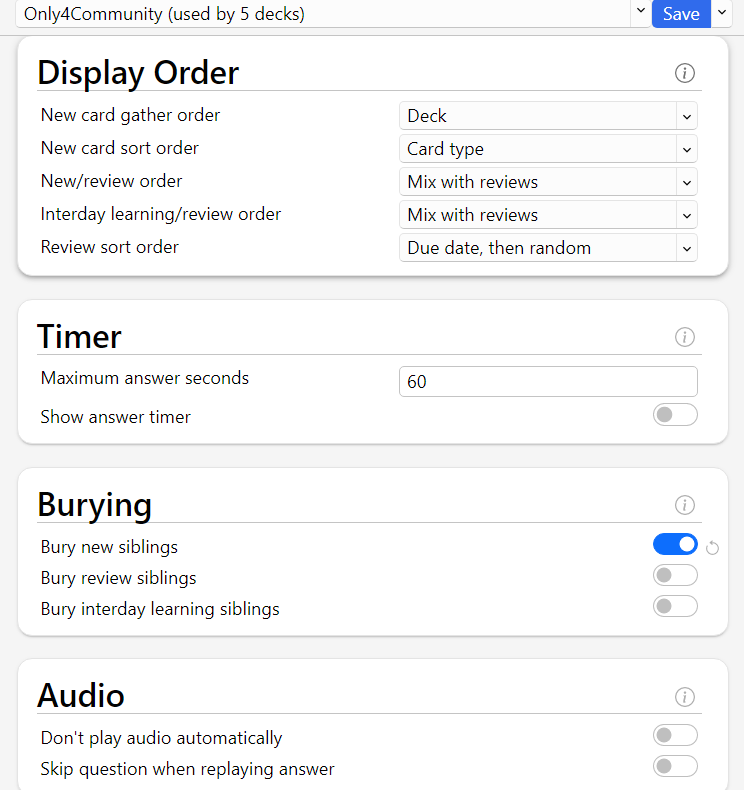 Only4Community (used by 5 decks)
Save
Display Order
New card gather order
Deck
New card sort order
Card type
New/review order
Mix with reviews
Interday learning/review order
Mix with reviews
Review sort order
Due date, then random
Timer
Maximum answer seconds
60
Show answer timer
Burying
Bury new siblings
Bury review siblings
Bury interday learning siblings
Audio
Don't play audio automatically
Skip question when replaying answer